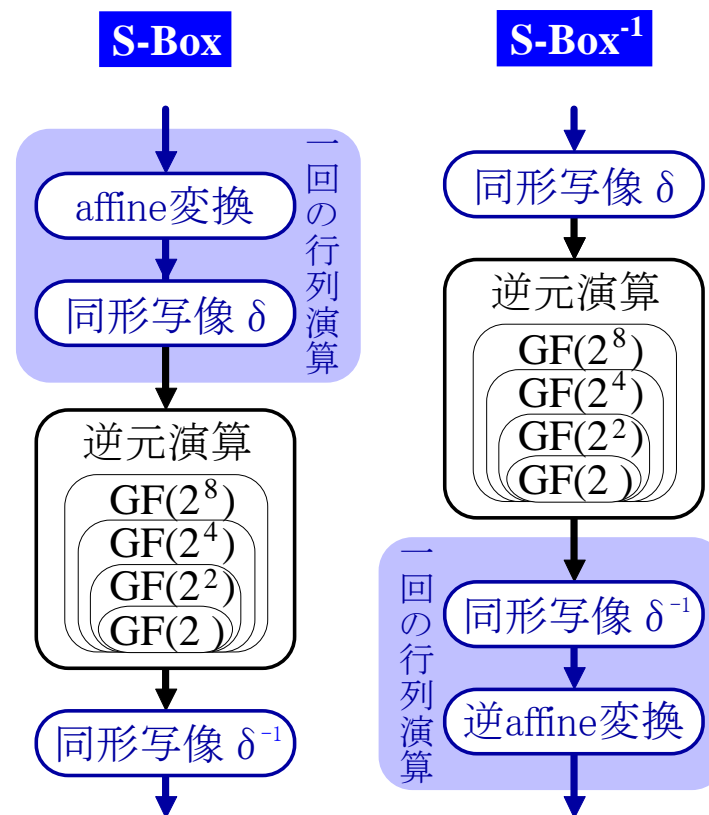 S-Box
一回の行列演算
affine変換
同形写像 δ
逆元演算
GF(2⁸)
GF(2⁴)
GF(2²)
GF(2 )
同形写像 δ⁻¹
S-Box⁻¹
同形写像 δ
逆元演算
GF(2⁸)
GF(2⁴)
GF(2²)
GF(2 )
一回の行列演算
同形写像 δ⁻¹
逆affine変換